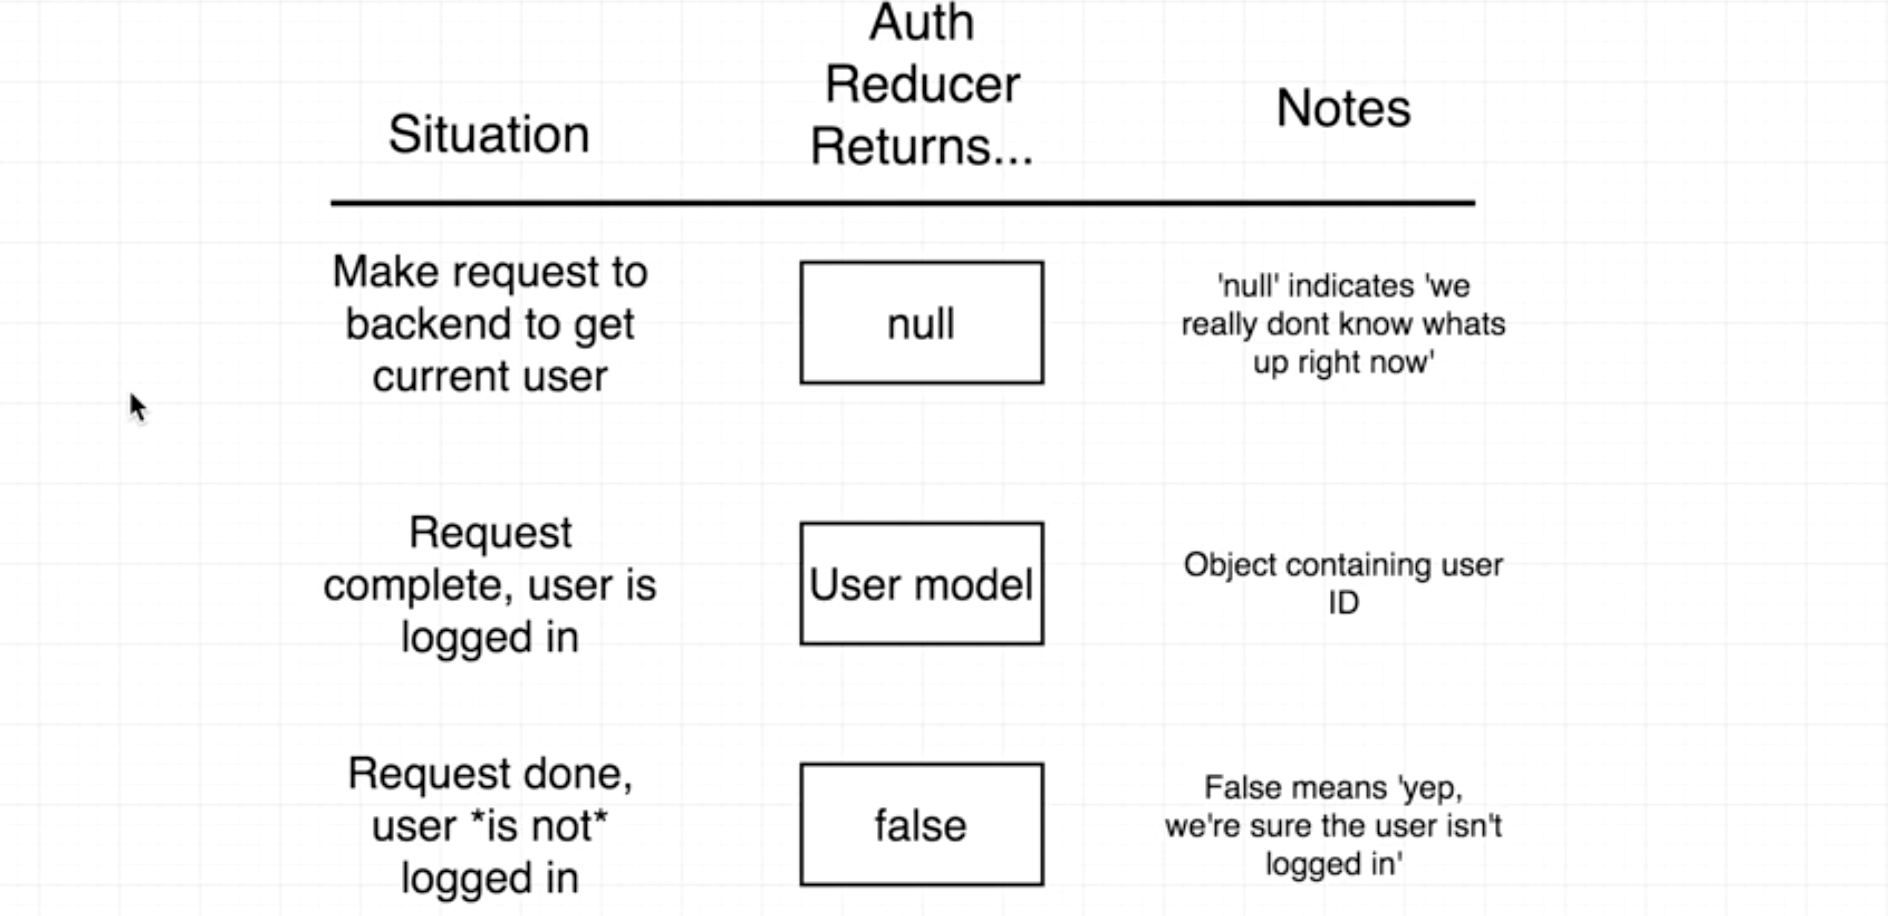 Situation
Auth
Reducer
Returns...
Notes
Make request to
backend to get
current user
null
'null' indicates 'we
really dont know whats
up right now'
Request
complete, user is
logged in
User model
Object containing user
ID
Request done,
user *is not*
logged in
false
False means 'yep,
we're sure the user isn't
logged in'